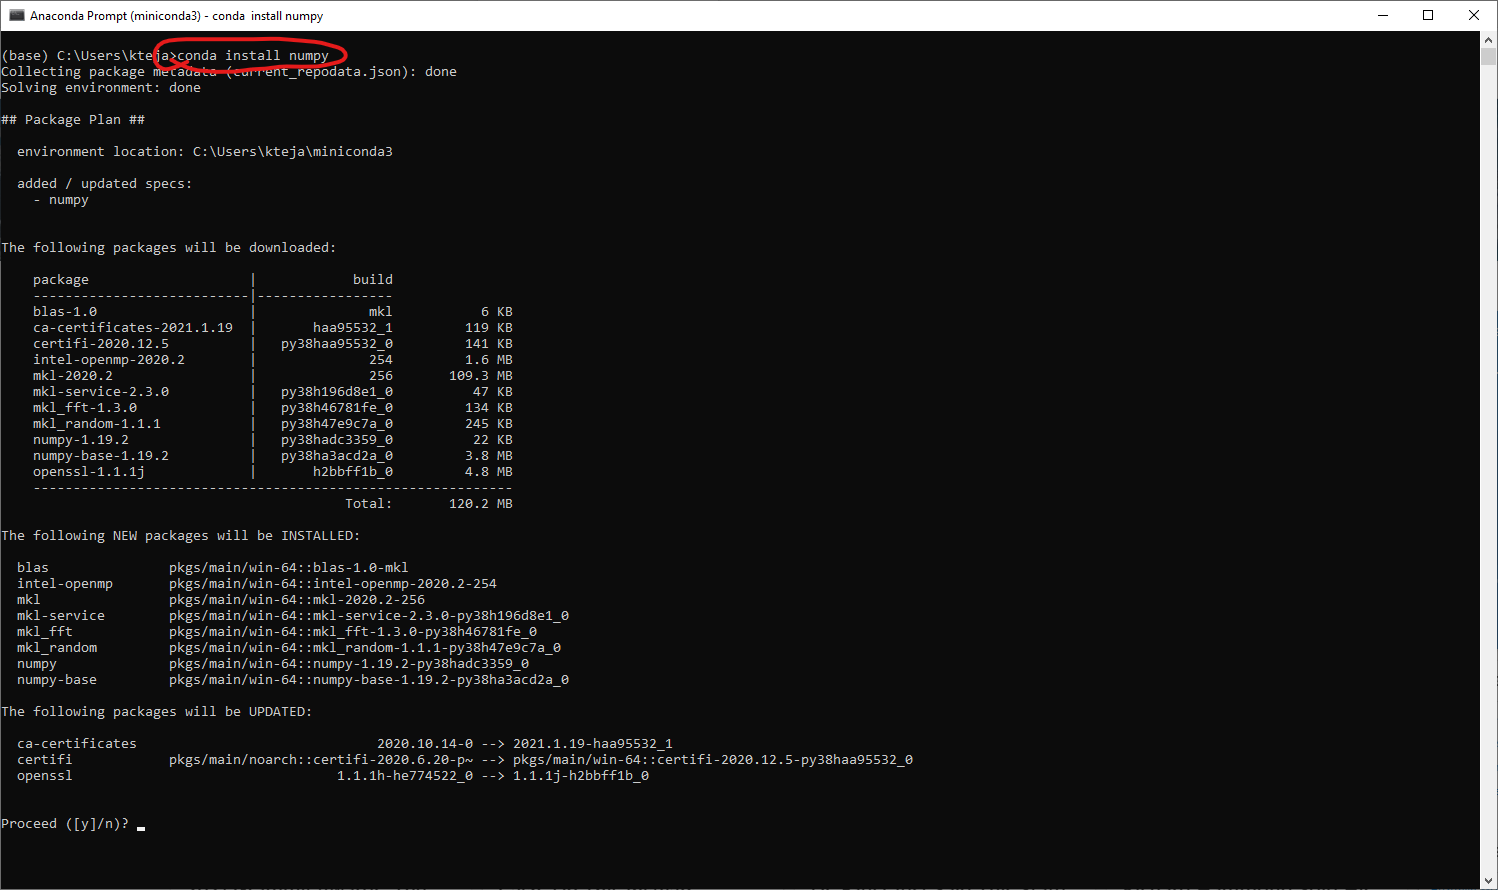 Anaconda Prompt (miniconda3) - conda  install numpy
(base) C:\Users\kteja>conda install numpy
Collecting package metadata (current_repodata.json): done
Solving environment: done
## Package Plan ##
environment location: C:\Users\kteja\miniconda3
added / updated specs:
- numpy
The following packages will be downloaded:
package                    |            build
---------------------------|-----------------
blas-1.0                   |              mkl           6 KB
ca-certificates-2021.1.19  |       haa95532_1         119 KB
certifi-2020.12.5          |   py38haa95532_0         141 KB
intel-openmp-2020.2        |              254         1.6 MB
mkl-2020.2                 |              256       109.3 MB
mkl-service-2.3.0          |   py38h196d8e1_0          47 KB
mkl_fft-1.3.0              |   py38h46781fe_0         134 KB
mkl_random-1.1.1           |   py38h47e9c7a_0         245 KB
numpy-1.19.2               |   py38hadc3359_0          22 KB
numpy-base-1.19.2          |   py38ha3acd2a_0         3.8 MB
openssl-1.1.1j             |       h2bbff1b_0         4.8 MB
------------------------------------------------------------
Total:       120.2 MB
The following NEW packages will be INSTALLED:
blas               pkgs/main/win-64::blas-1.0-mkl
intel-openmp       pkgs/main/win-64::intel-openmp-2020.2-254
mkl                pkgs/main/win-64::mkl-2020.2-256
mkl-service        pkgs/main/win-64::mkl-service-2.3.0-py38h196d8e1_0
mkl_fft            pkgs/main/win-64::mkl_fft-1.3.0-py38h46781fe_0
mkl_random         pkgs/main/win-64::mkl_random-1.1.1-py38h47e9c7a_0
numpy              pkgs/main/win-64::numpy-1.19.2-py38hadc3359_0
numpy-base         pkgs/main/win-64::numpy-base-1.19.2-py38ha3acd2a_0
The following packages will be UPDATED:
ca-certificates                              2020.10.14-0 --> 2021.1.19-haa95532_1
certifi            pkgs/main/noarch::certifi-2020.6.20-p~ --> pkgs/main/win-64::certifi-2020.12.5-py38haa95532_0
openssl                                 1.1.1h-he774522_0 --> 1.1.1j-h2bbff1b_0
Proceed ([y]/n)?